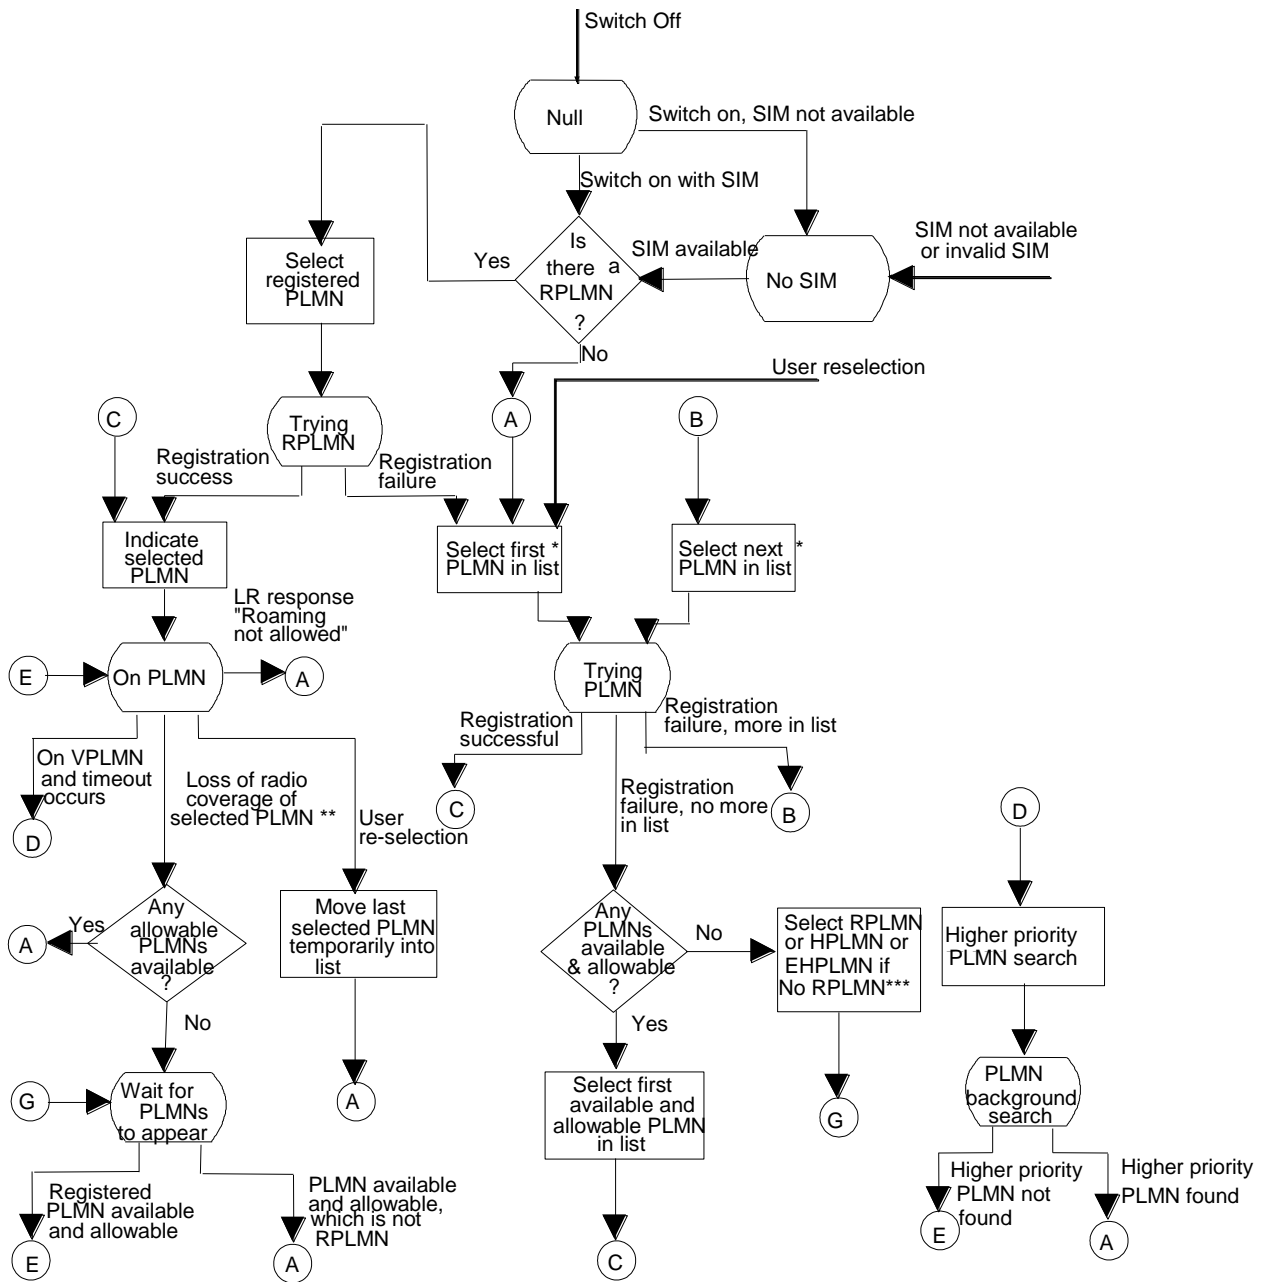 Switch Off
Null
Switch on, SIM not available
Switch on with SIM
Is
there a
RPLMN
?
Yes
SIM available
No SIM
SIM not available
or invalid SIM
Select
registered
PLMN
No
User reselection
C
Trying
RPLMN
A
B
Registration
success
Registration
failure
Indicate
selected
PLMN
Select first *
PLMN in list
Select next *
PLMN in list
LR response
"Roaming
not allowed"
E
On PLMN
A
Trying
PLMN
Registration
successful
Registration
failure, more in list
On VPLMN
and timeout
occurs
Loss of radio
coverage of
selected PLMN **
User
re-selection
Registration
failure, no more
in list
D
C
B
D
A
Yes
Any
allowable
PLMNs
available
?
Move last
selected PLMN
temporarily into
list
Any
PLMNs
available
& allowable
?
No
Select RPLMN
or HPLMN or
EHPLMN if
No RPLMN***
Higher priority
PLMN search
No
Yes
G
Wait for
PLMNs
to appear
A
Select first
available and
allowable PLMN
in list
G
PLMN
background
search
Registered
PLMN available
and allowable
PLMN available
and allowable,
which is not
RPLMN
Higher priority
PLMN not
found
Higher priority
PLMN found
E
A
C
E
A